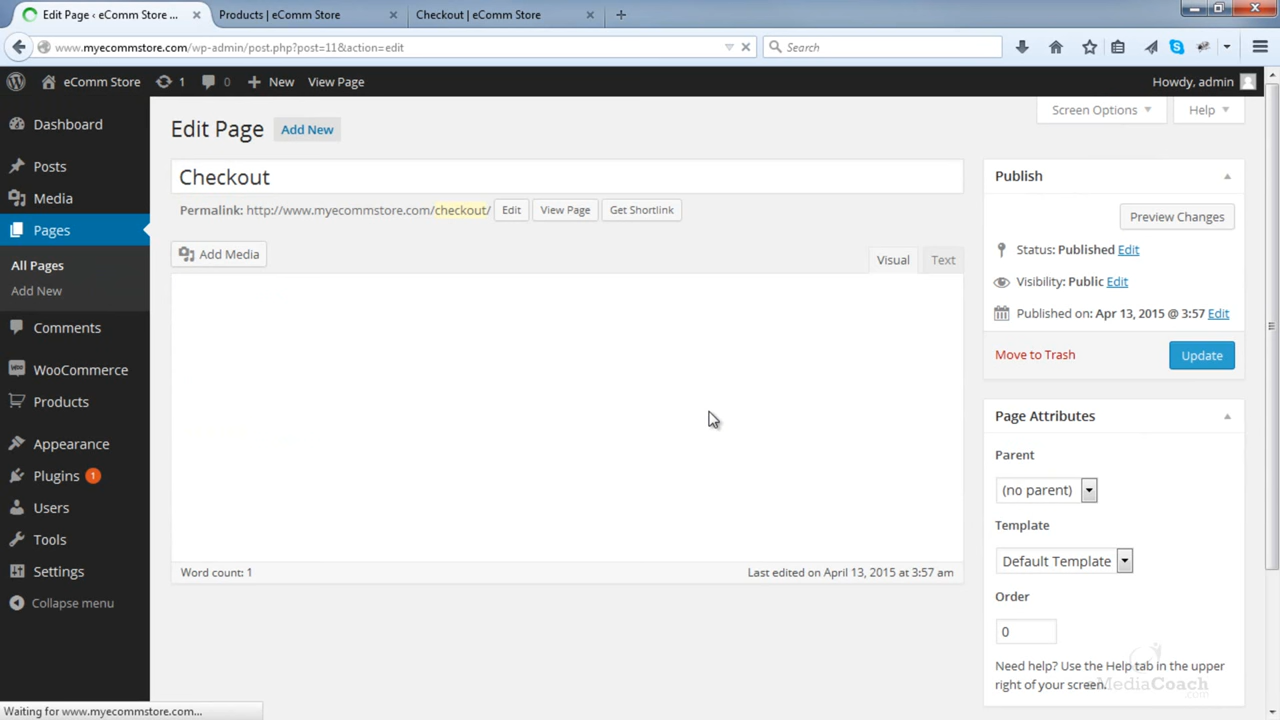 Edit Page ‹ eComm Store ...
Products | eComm Store
Checkout | eComm Store
www.myecommstore.com/wp-admin/post.php?post=11&action=edit
Search
eComm Store
1
0
New
View Page
Howdy, admin
Screen Options
Help
Dashboard
Posts
Media
Pages
All Pages
Add New
Comments
WooCommerce
Products
Appearance
Plugins 1
Users
Tools
Settings
Collapse menu
Edit Page
Add New
Checkout
Permalink: http://www.myecommstore.com/checkout/
Edit
View Page
Get Shortlink
Add Media
Visual
Text
Word count: 1
Last edited on April 13, 2015 at 3:57 am
Publish
Preview Changes
Status: Published Edit
Visibility: Public Edit
Published on: Apr 13, 2015 @ 3:57 Edit
Move to Trash
Update
Page Attributes
Parent
(no parent)
Template
Default Template
Order
0
Need help? Use the Help tab in the upper
right of your screen.
eMediaCoach
.com
Waiting for www.myecommstore.com...